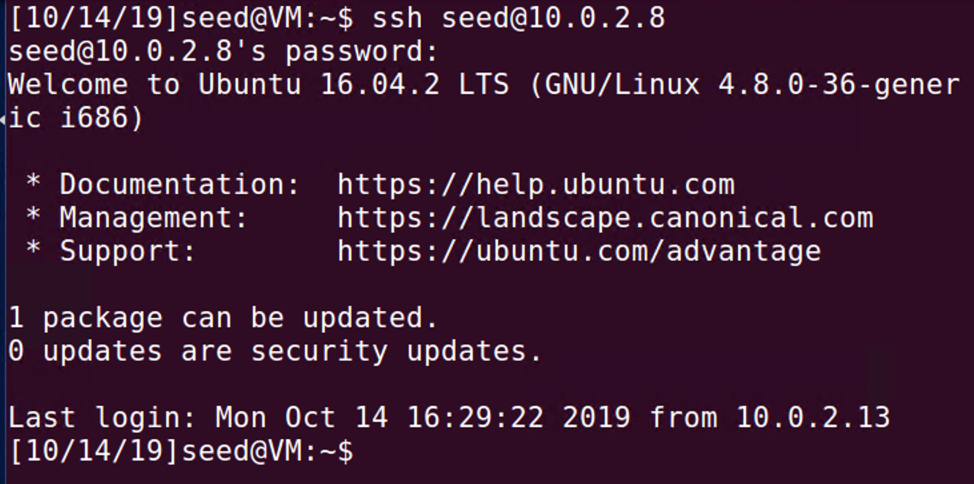 [10/14/19]seed@VM:~$ ssh seed@10.0.2.8
seed@10.0.2.8's password:
Welcome to Ubuntu 16.04.2 LTS (GNU/Linux 4.8.0-36-gener
ic i686)
* Documentation:  https://help.ubuntu.com
* Management:     https://landscape.canonical.com
* Support:        https://ubuntu.com/advantage
1 package can be updated.
0 updates are security updates.
Last login: Mon Oct 14 16:29:22 2019 from 10.0.2.13
[10/14/19]seed@VM:~$